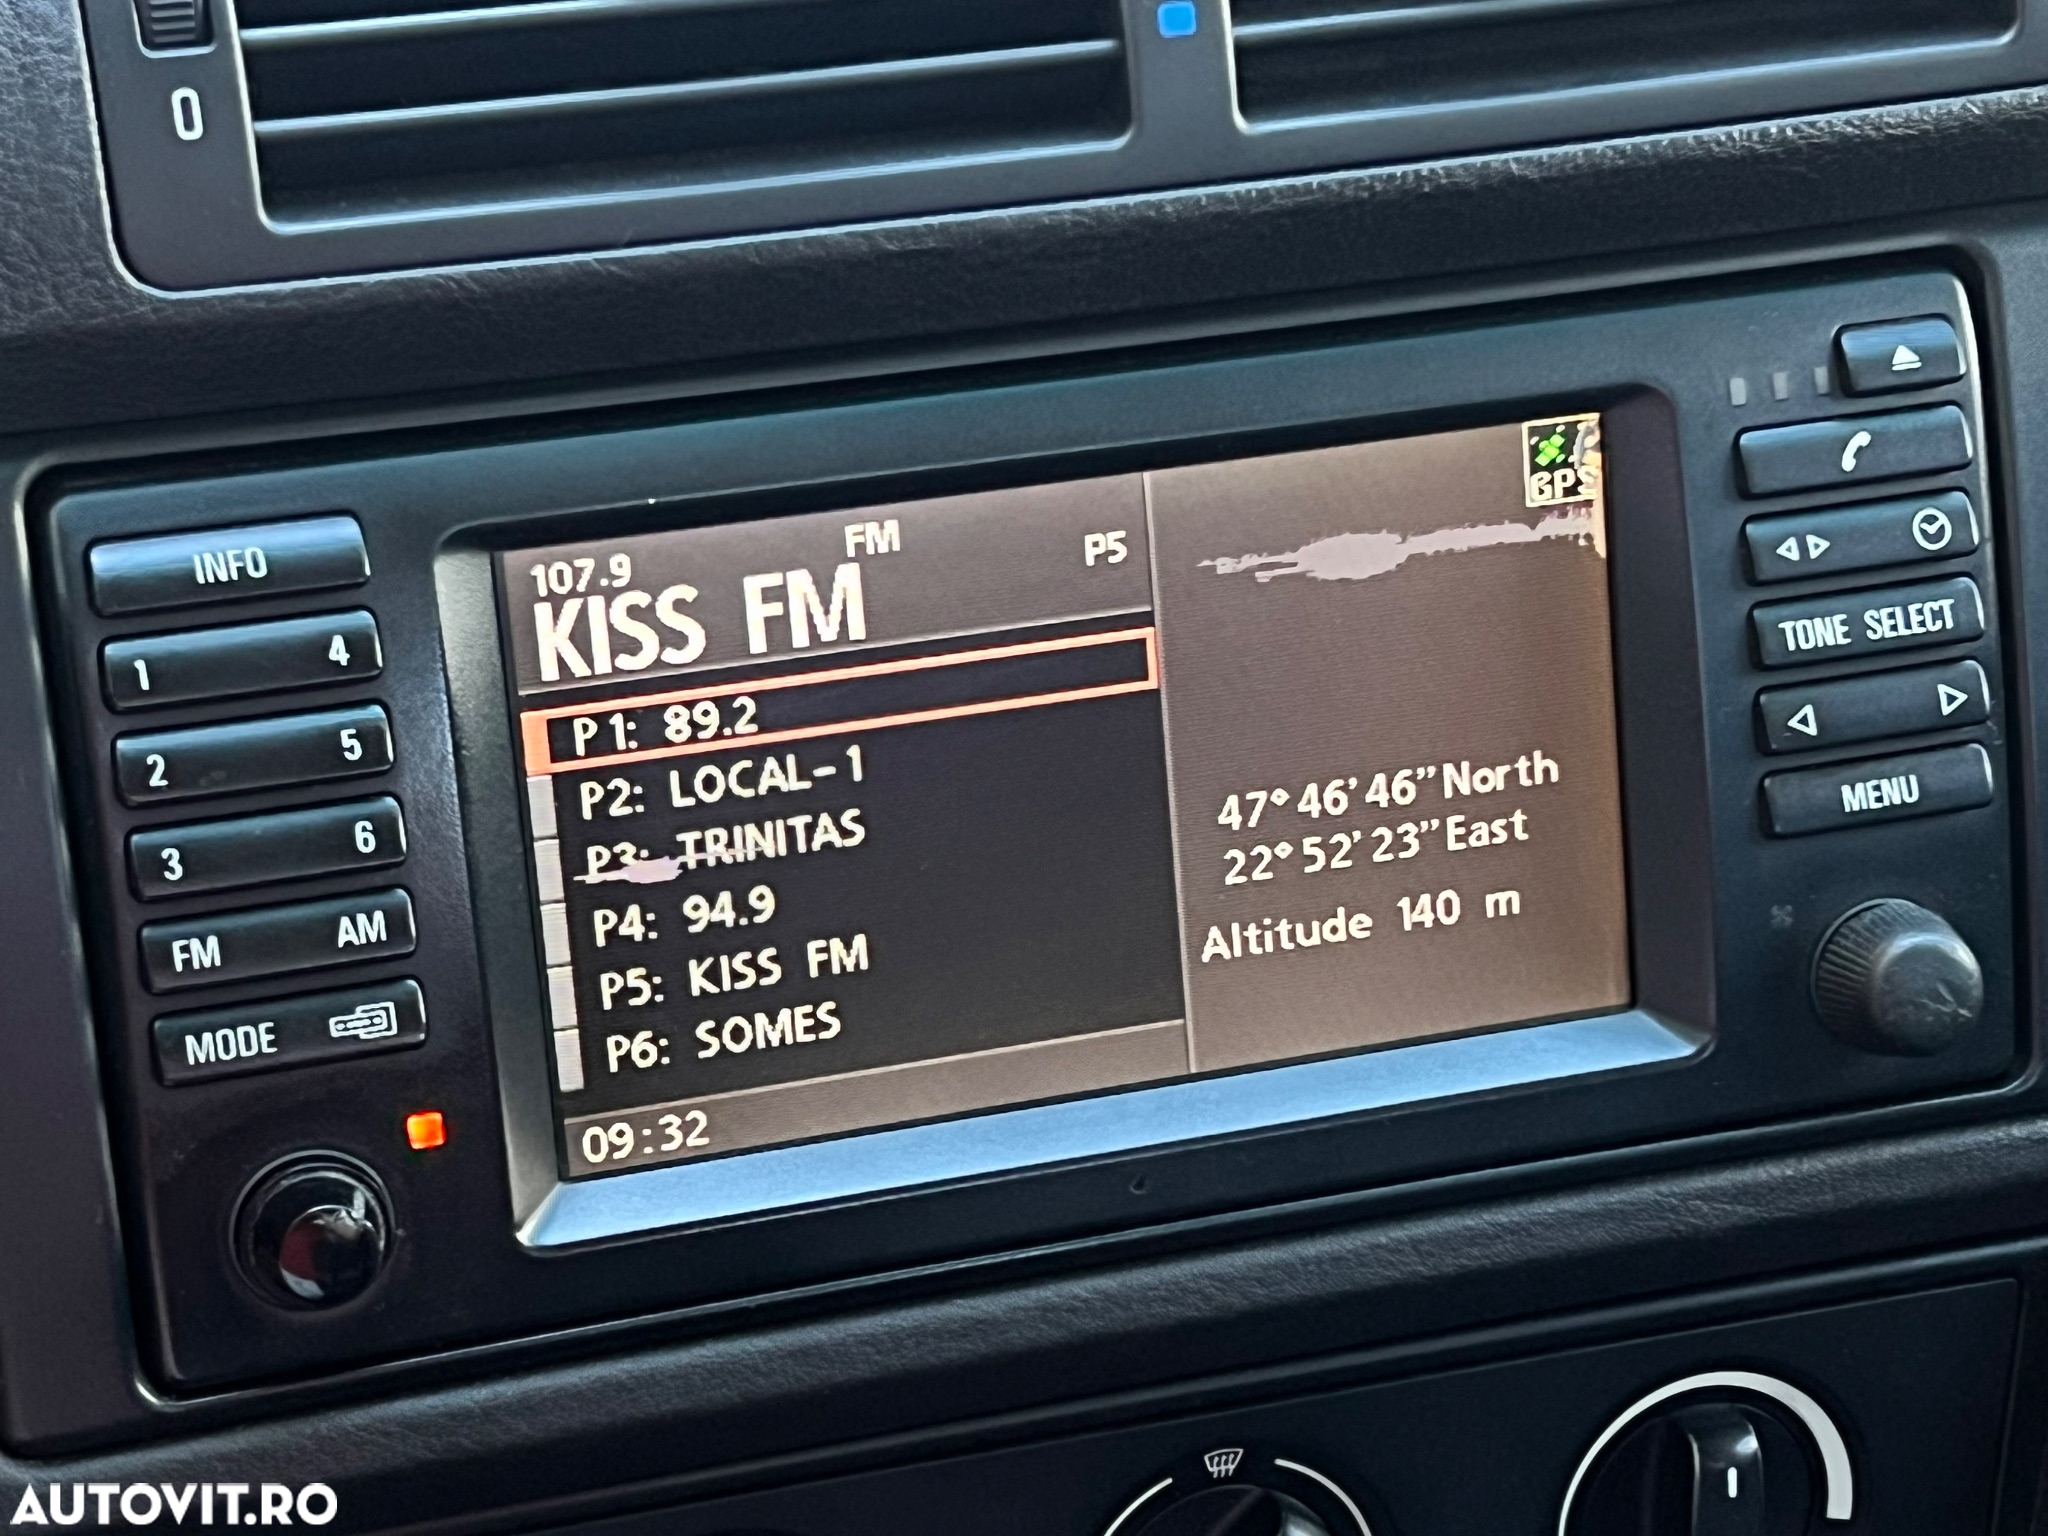 0
GPS
INFO
1 4
2 5
3 6
FM AM
MODE
107.9 FM P5
KISS FM
P1: 89.2
P2: LOCAL-1
P3: TRINITAS
P4: 94.9
P5: KISS FM
P6: SOMES
09:32
47°46'46"North
22°52'23"East
Altitude 140 m
TONE SELECT
MENU
AUTOVIT.RO